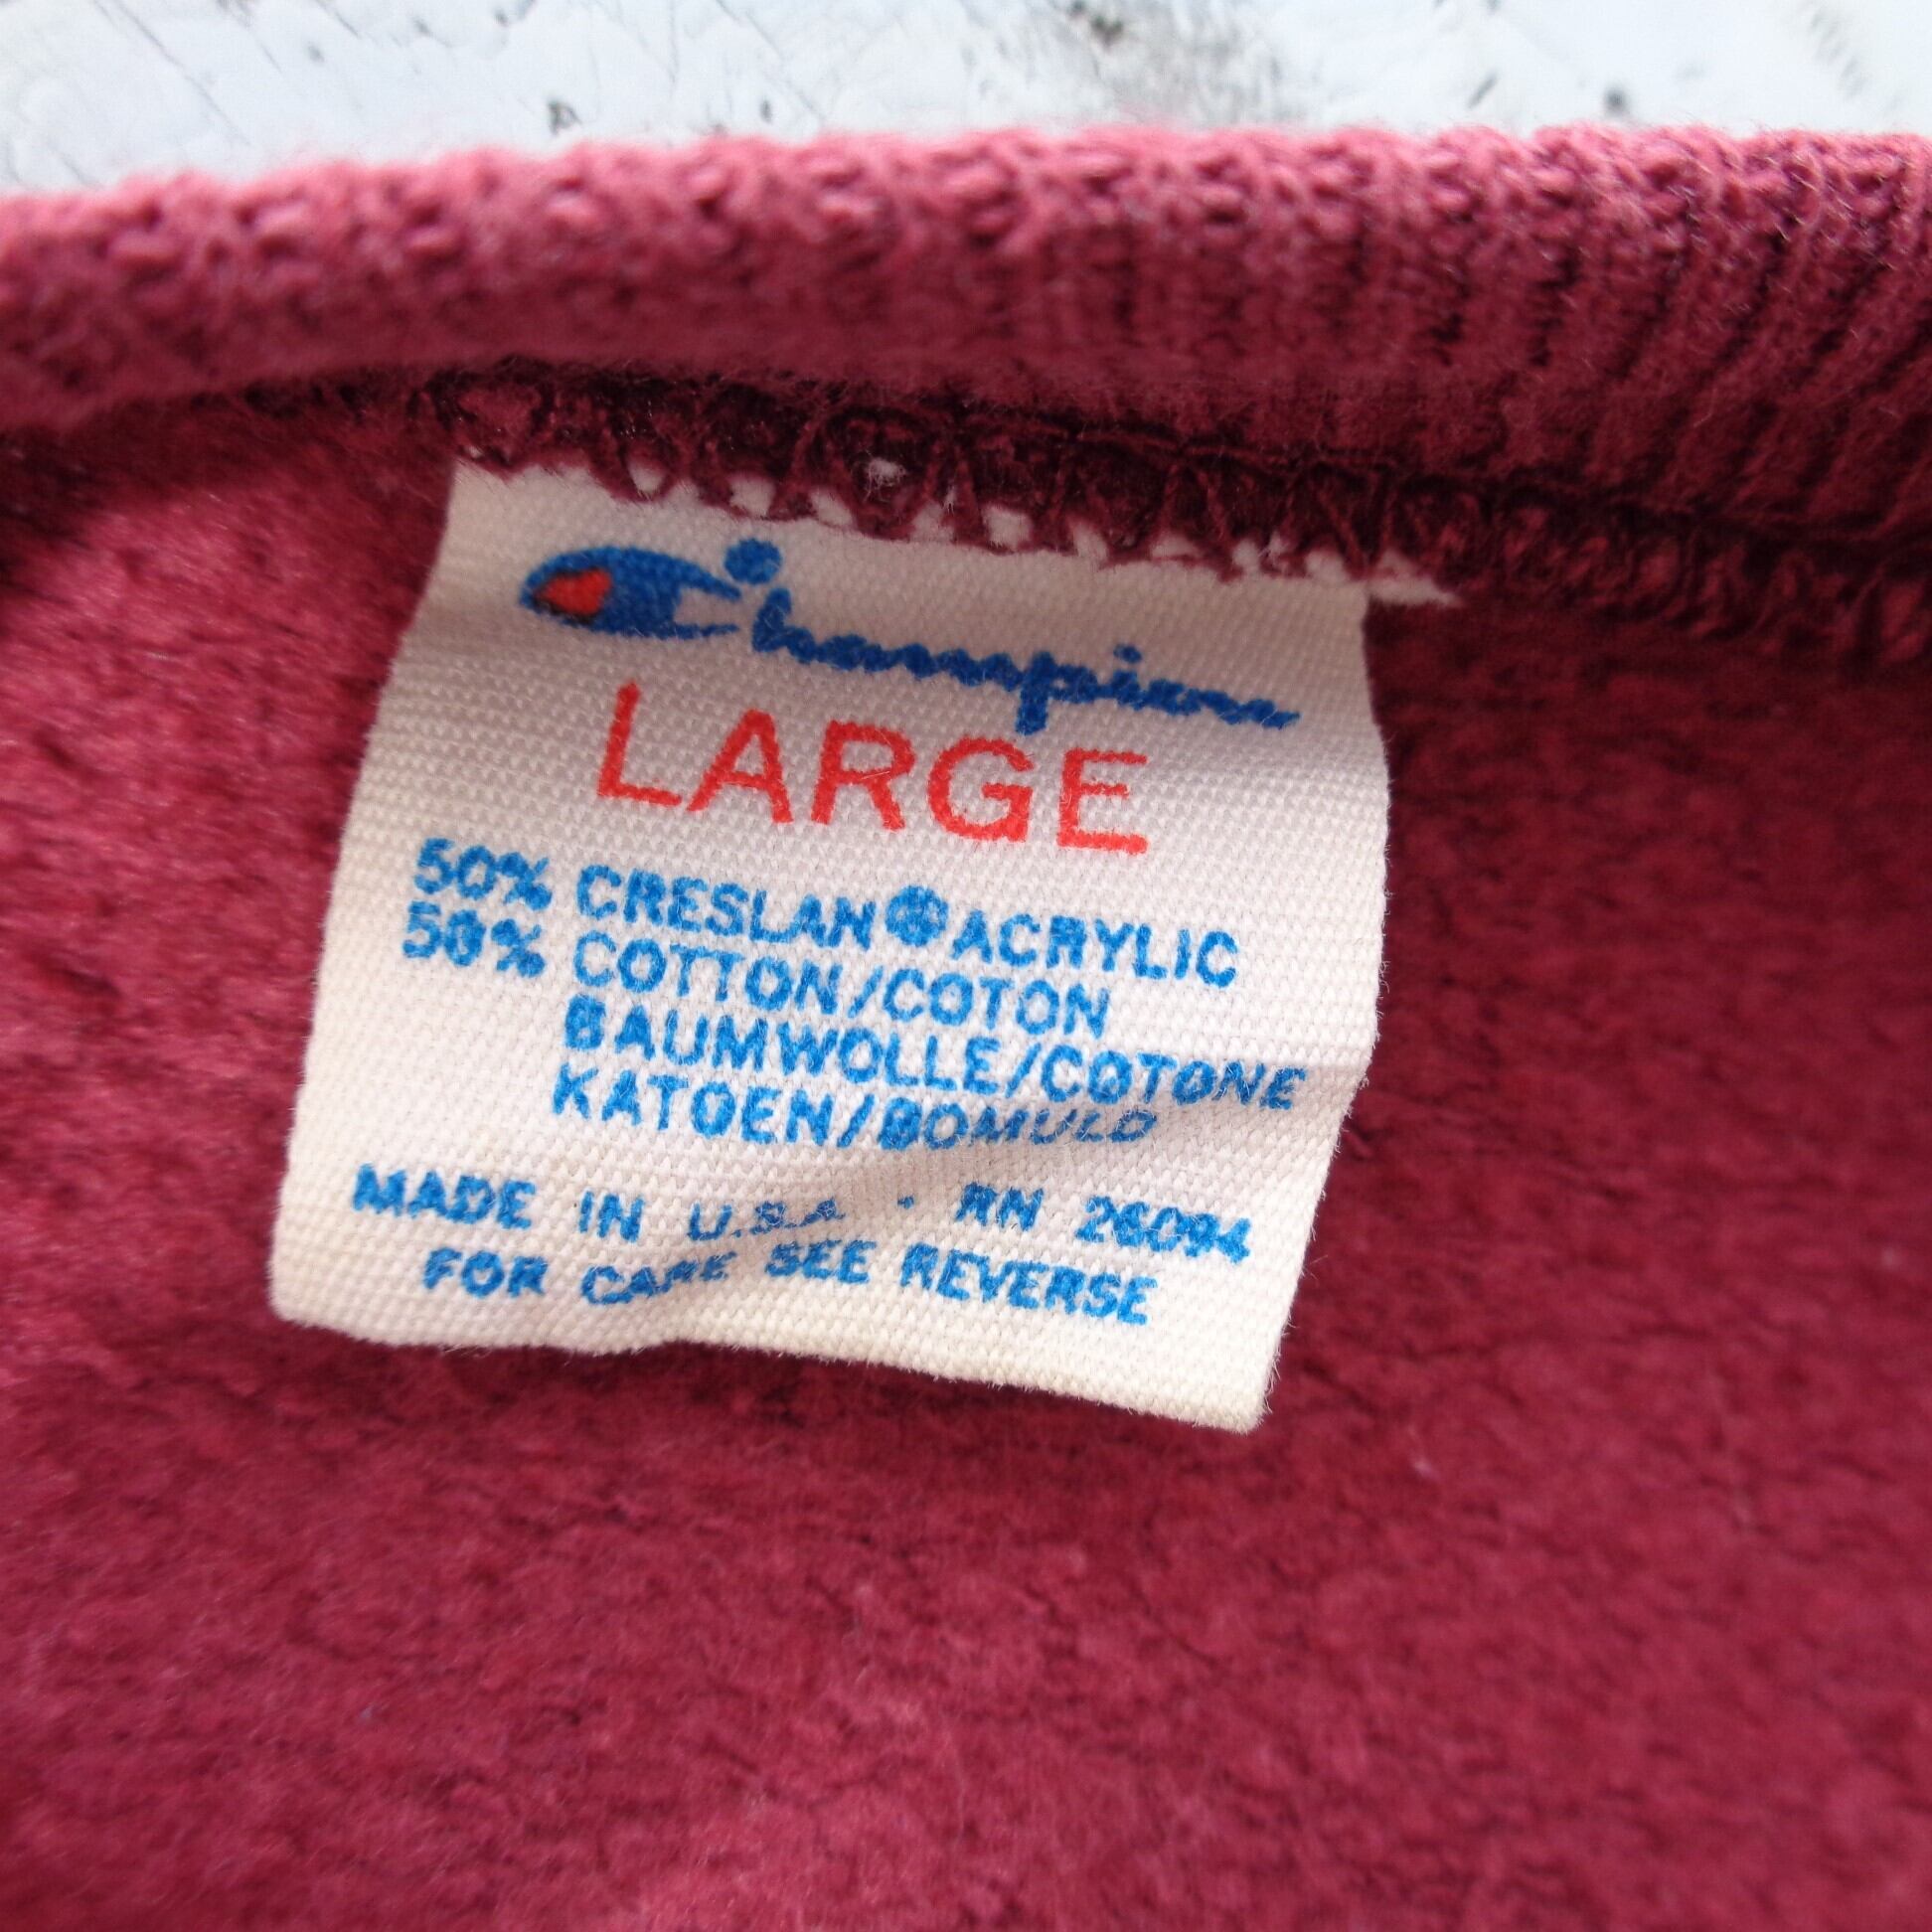 Champion
LARGE
50% CRESLAN® ACRYLIC
50% COTTON/COTON
BAUMWOLLE/COTONE
KATOEN/BOMULD
MADE IN U.S.A. • RN 26094
FOR CARE SEE REVERSE